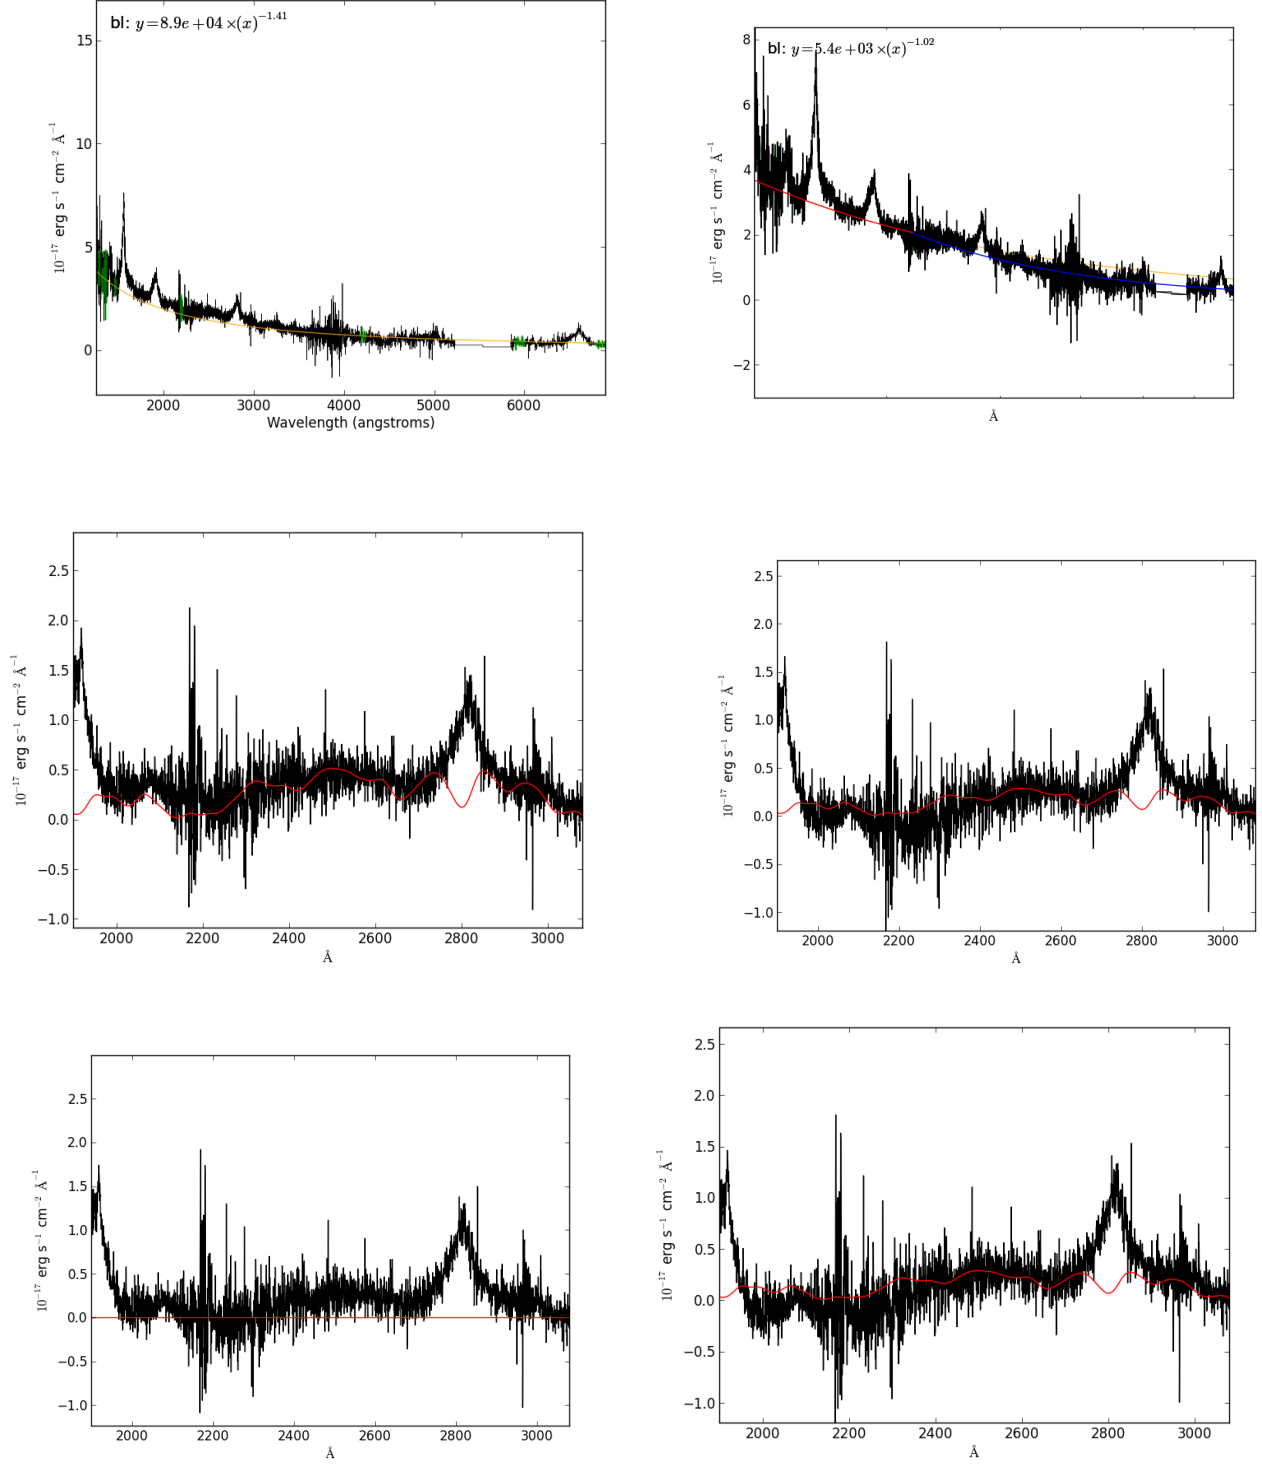 bl: y=8.9e+04×(x)^−1.41
15
10
5
0
10^−17 erg s^−1 cm^−2 Å^−1
2000 3000 4000 5000 6000
Wavelength (angstroms)
bl: y=5.4e+03×(x)^−1.02
8
6
4
2
0
−2
10^−17 erg s^−1 cm^−2 Å^−1
Å
2.5
2.0
1.5
1.0
0.5
0.0
−0.5
−1.0
10^−17 erg s^−1 cm^−2 Å^−1
2000 2200 2400 2600 2800 3000
Å
2.5
2.0
1.5
1.0
0.5
0.0
−0.5
−1.0
10^−17 erg s^−1 cm^−2 Å^−1
2000 2200 2400 2600 2800 3000
Å
2.5
2.0
1.5
1.0
0.5
0.0
−0.5
−1.0
10^−17 erg s^−1 cm^−2 Å^−1
2000 2200 2400 2600 2800 3000
Å
2.5
2.0
1.5
1.0
0.5
0.0
−0.5
−1.0
10^−17 erg s^−1 cm^−2 Å^−1
2000 2200 2400 2600 2800 3000
Å